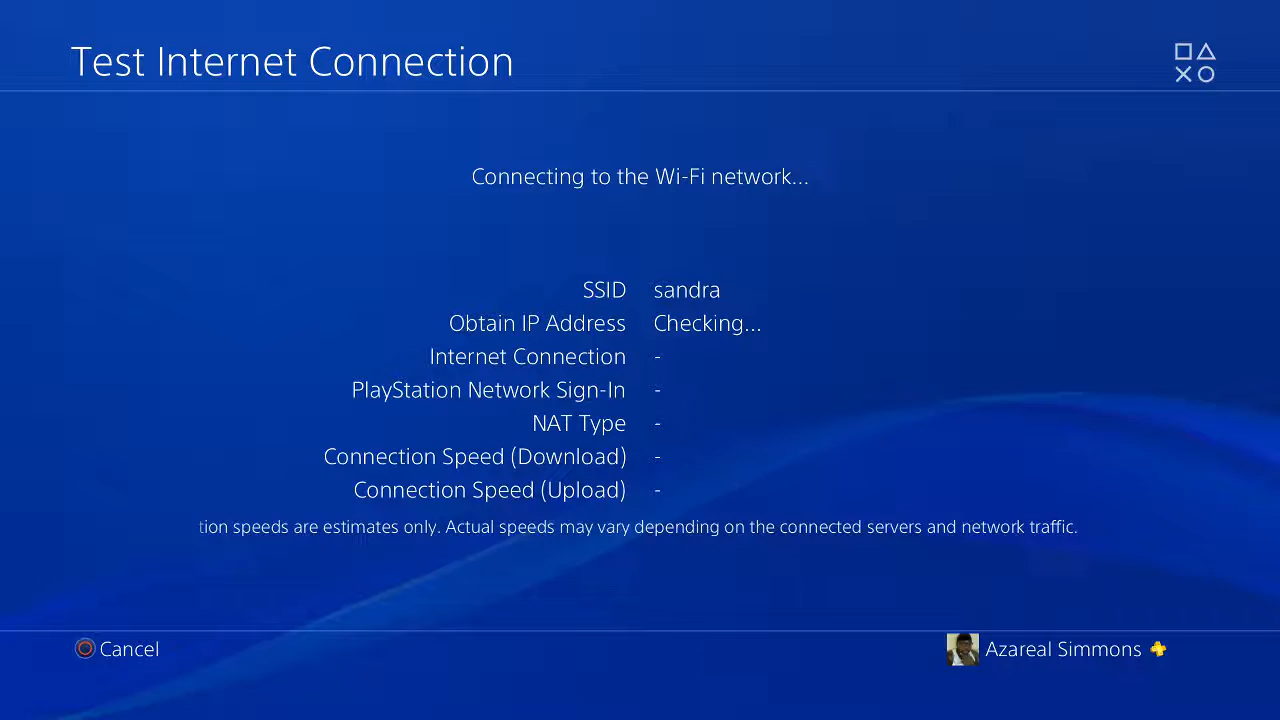 Test Internet Connection
Connecting to the Wi-Fi network...
SSID sandra
Obtain IP Address Checking...
Internet Connection -
PlayStation Network Sign-In -
NAT Type -
Connection Speed (Download) -
Connection Speed (Upload) -
tion speeds are estimates only. Actual speeds may vary depending on the connected servers and network traffic.
Cancel Azareal Simmons